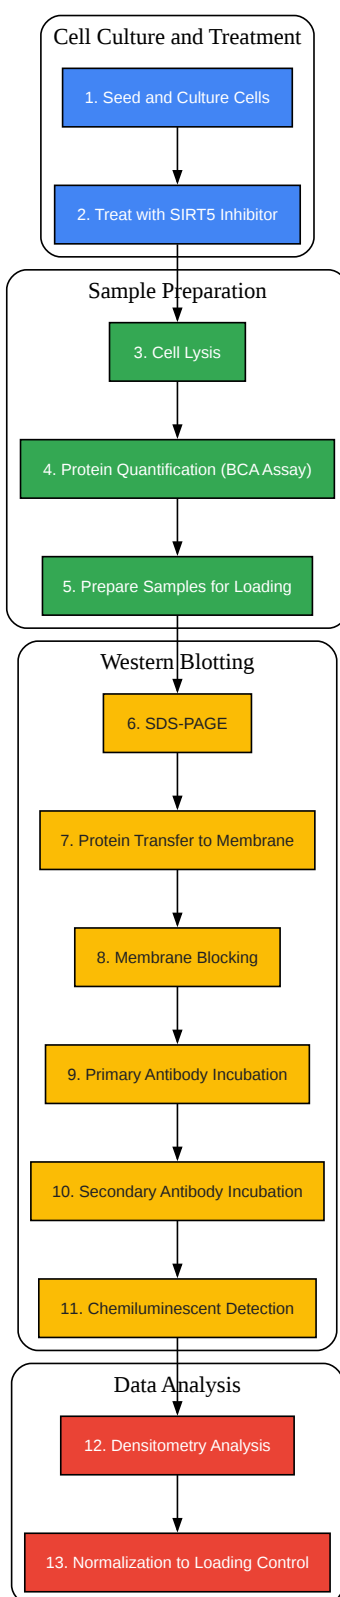 Cell Culture and Treatment
1. Seed and Culture Cells
2. Treat with SIRT5 Inhibitor
Sample Preparation
3. Cell Lysis
4. Protein Quantification (BCA Assay)
5. Prepare Samples for Loading
Western Blotting
6. SDS-PAGE
7. Protein Transfer to Membrane
8. Membrane Blocking
9. Primary Antibody Incubation
10. Secondary Antibody Incubation
11. Chemiluminescent Detection
Data Analysis
12. Densitometry Analysis
13. Normalization to Loading Control